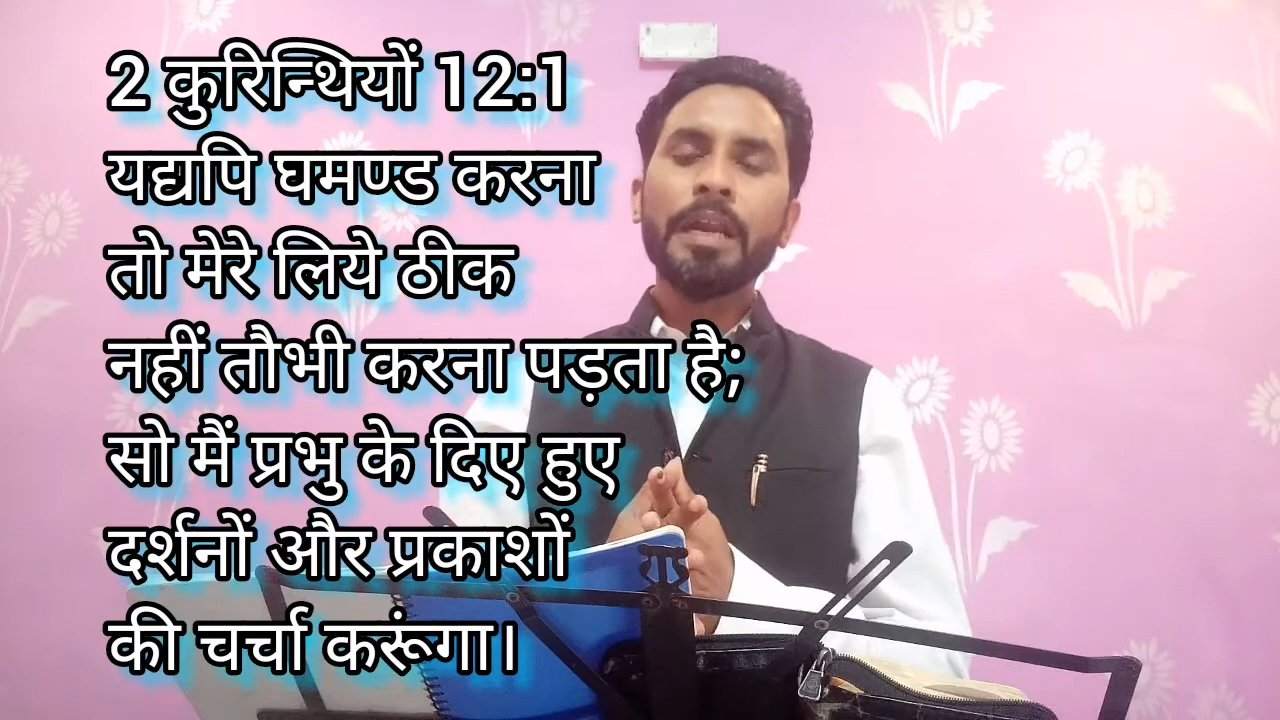 2 कुरिन्थियों 12:1
यद्यपि घमण्ड करना
तो मेरे लिये ठीक
नहीं तौभी करना पड़ता है;
सो मैं प्रभु के दिए हुए
दर्शनों और प्रकाशों
की चर्चा करूंगा।